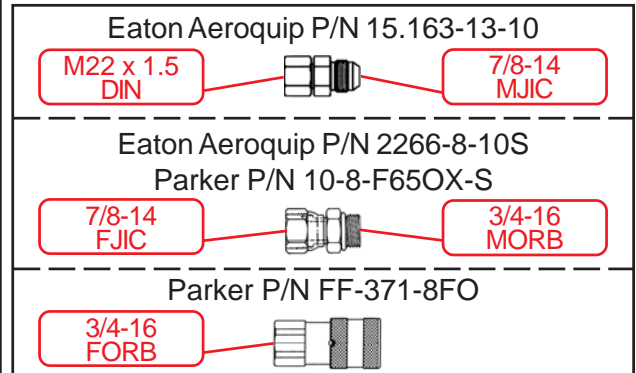 Eaton Aeroquip P/N 15.163-13-10
M22 x 1.5
DIN
7/8-14
MJIC
Eaton Aeroquip P/N 2266-8-10S
Parker P/N 10-8-F65OX-S
7/8-14
FJIC
3/4-16
MORB
Parker P/N FF-371-8FO
3/4-16
FORB